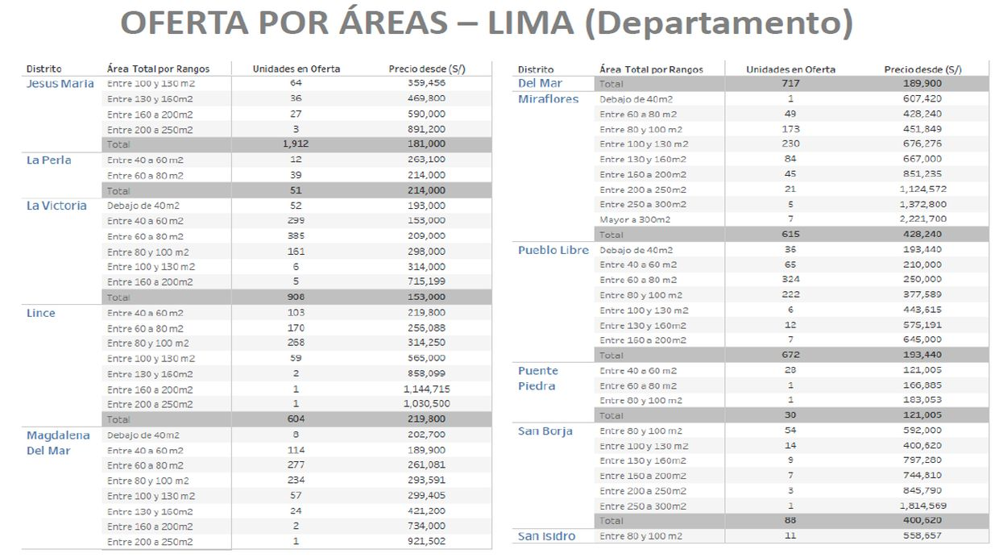 OFERTA POR ÁREAS – LIMA (Departamento)
Distrito Área Total por Rangos Unidades en Oferta Precio desde (S/)
Jesus Maria Entre 100 y 130 m2 64 359,456
Entre 130 y 160m2 36 469,800
Entre 160 a 200m2 27 590,000
Entre 200 a 250m2 3 891,200
Total 1,912 181,000
La Perla Entre 40 a 60 m2 12 263,100
Entre 60 a 80 m2 39 214,000
Total 51 214,000
La Victoria Debajo de 40m2 52 193,000
Entre 40 a 60 m2 299 153,000
Entre 60 a 80 m2 385 209,000
Entre 80 y 100 m2 161 298,000
Entre 100 y 130 m2 6 314,000
Entre 160 a 200m2 5 715,199
Total 908 153,000
Lince Entre 40 a 60 m2 103 219,800
Entre 60 a 80 m2 170 256,088
Entre 80 y 100 m2 268 314,250
Entre 100 y 130 m2 59 565,000
Entre 130 y 160m2 2 858,099
Entre 160 a 200m2 1 1,144,715
Entre 200 a 250m2 1 1,030,500
Total 604 219,800
Magdalena Debajo de 40m2 8 202,700
Del Mar Entre 40 a 60 m2 114 189,900
Entre 60 a 80 m2 277 261,081
Entre 80 y 100 m2 234 293,591
Entre 100 y 130 m2 57 299,405
Entre 130 y 160m2 24 421,200
Entre 160 a 200m2 2 734,000
Entre 200 a 250m2 1 921,502
Distrito Área Total por Rangos Unidades en Oferta Precio desde (S/)
Del Mar Total 717 189,900
Miraflores Debajo de 40m2 1 607,420
Entre 60 a 80 m2 49 428,240
Entre 80 y 100 m2 173 451,849
Entre 100 y 130 m2 230 676,276
Entre 130 y 160m2 84 667,000
Entre 160 a 200m2 45 851,235
Entre 200 a 250m2 21 1,124,572
Entre 250 a 300m2 5 1,372,800
Mayor a 300m2 7 2,221,700
Total 615 428,240
Pueblo Libre Debajo de 40m2 36 193,440
Entre 40 a 60 m2 65 210,000
Entre 60 a 80 m2 324 250,000
Entre 80 y 100 m2 222 377,589
Entre 100 y 130 m2 6 443,615
Entre 130 y 160m2 12 575,191
Entre 160 a 200m2 7 645,000
Total 672 193,440
Puente Entre 40 a 60 m2 28 121,005
Piedra Entre 60 a 80 m2 1 166,885
Entre 80 y 100 m2 1 183,053
Total 30 121,005
San Borja Entre 80 y 100 m2 54 592,000
Entre 100 y 130 m2 14 400,620
Entre 130 y 160m2 9 797,280
Entre 160 a 200m2 7 744,810
Entre 200 a 250m2 3 845,790
Entre 250 a 300m2 1 1,814,569
Total 88 400,620
San Isidro Entre 80 y 100 m2 11 558,657